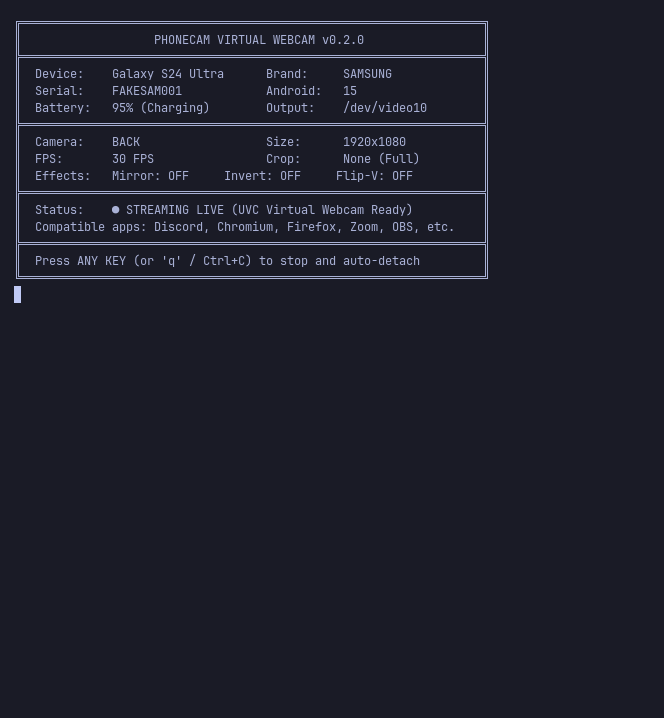 PHONECAM VIRTUAL WEBCAM v0.2.0
Device: Galaxy S24 Ultra Brand: SAMSUNG
Serial: FAKESAM001 Android: 15
Battery: 95% (Charging) Output: /dev/video10
Camera: BACK Size: 1920x1080
FPS: 30 FPS Crop: None (Full)
Effects: Mirror: OFF Invert: OFF Flip-V: OFF
Status: ● STREAMING LIVE (UVC Virtual Webcam Ready)
Compatible apps: Discord, Chromium, Firefox, Zoom, OBS, etc.
Press ANY KEY (or 'q' / Ctrl+C) to stop and auto-detach